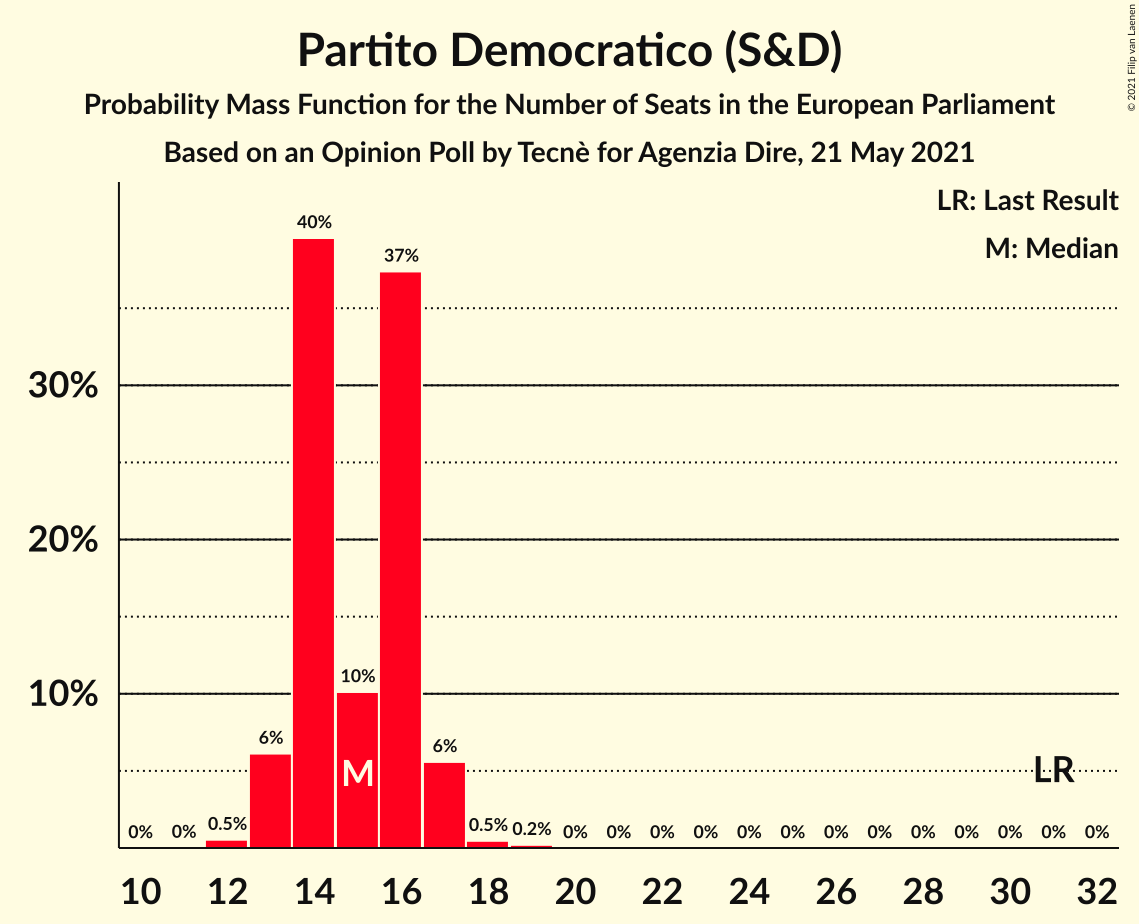 Partito Democratico (S&D)
Probability Mass Function for the Number of Seats in the European Parliament
Based on an Opinion Poll by Tecnè for Agenzia Dire, 21 May 2021
© 2021 Filip van Laenen
LR: Last Result
M: Median
40%
37%
30%
20%
10%
10%
6%
6%
M
LR
0% 0% 0.5% 0.5% 0.2% 0% 0% 0% 0% 0% 0% 0% 0% 0% 0% 0% 0% 0%
10 12 14 16 18 20 22 24 26 28 30 32